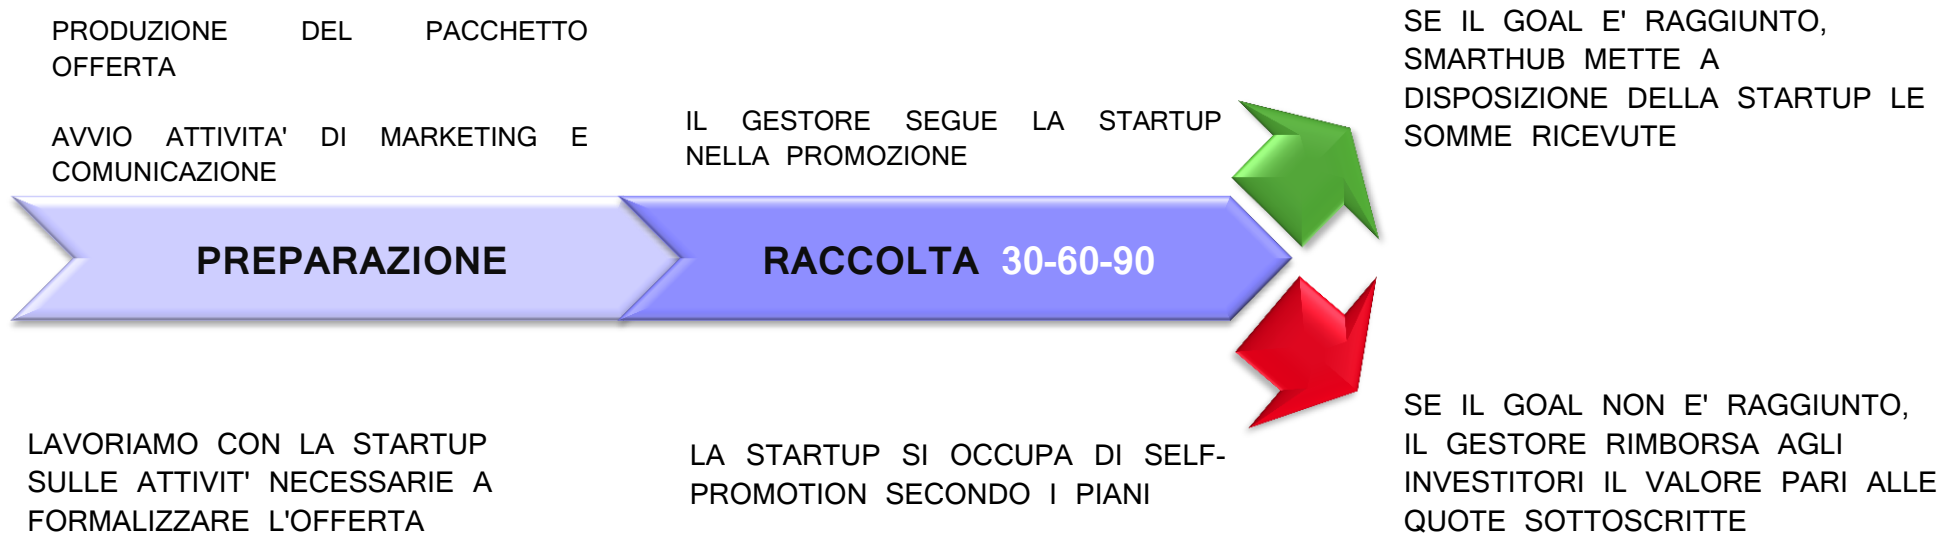 PRODUZIONE DEL PACCHETTO
OFFERTA
AVVIO ATTIVITA' DI MARKETING E
COMUNICAZIONE
IL GESTORE SEGUE LA STARTUP
NELLA PROMOZIONE
SE IL GOAL E' RAGGIUNTO,
SMARTHUB METTE A
DISPOSIZIONE DELLA STARTUP LE
SOMME RICEVUTE
PREPARAZIONE
RACCOLTA 30-60-90
LAVORIAMO CON LA STARTUP
SULLE ATTIVIT' NECESSARIE A
FORMALIZZARE L'OFFERTA
LA STARTUP SI OCCUPA DI SELF-
PROMOTION SECONDO I PIANI
SE IL GOAL NON E' RAGGIUNTO,
IL GESTORE RIMBORSA AGLI
INVESTITORI IL VALORE PARI ALLE
QUOTE SOTTOSCRITTE